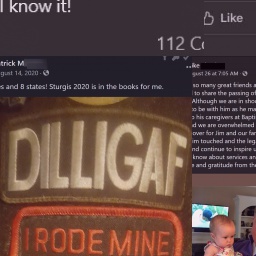 I know it!
Like
112 C
trick M
gust 14, 2020
s and 8 states! Sturgis 2020 is in the books for me.
DILLIGAF
I RODE MINE
ke
gust 26 at 7:05 AM
so many great friends a
to share the passing of
Although we are in sho
to be with him as he ma
his caregivers at Bapti
d we are overwhelmed
over for Jim and our fa
m touched and the lega
nd continue to inspire u
know about services an
e and gratitude from the